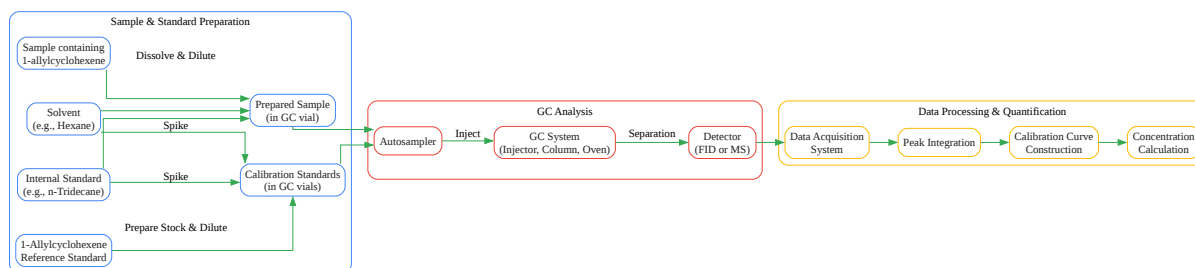 Sample & Standard Preparation
Sample containing
1-allylcyclohexene
Dissolve & Dilute
Solvent
(e.g., Hexane)
Prepared Sample
(in GC vial)
Spike
Internal Standard
(e.g., n-Tridecane)
Spike
Calibration Standards
(in GC vials)
Prepare Stock & Dilute
1-Allylcyclohexene
Reference Standard
GC Analysis
Autosampler
Inject
GC System
(Injector, Column, Oven)
Separation
Detector
(FID or MS)
Data Processing & Quantification
Data Acquisition
System
Peak Integration
Calibration Curve
Construction
Concentration
Calculation